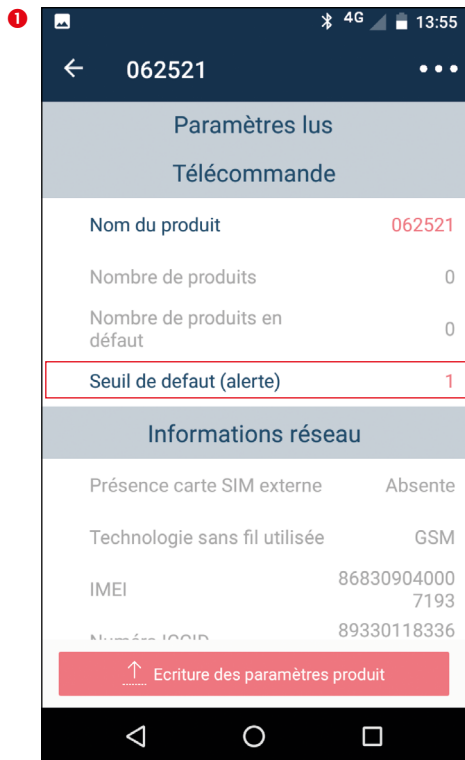 1
4G 13:55
062521
Paramètres lus
Télécommande
Nom du produit 062521
Nombre de produits 0
Nombre de produits en
défaut 0
Seuil de defaut (alerte) 1
Informations réseau
Présence carte SIM externe Absente
Technologie sans fil utilisée GSM
IMEI 86830904000
7193
Numéro ICCID 89330118336
Ecriture des paramètres produit